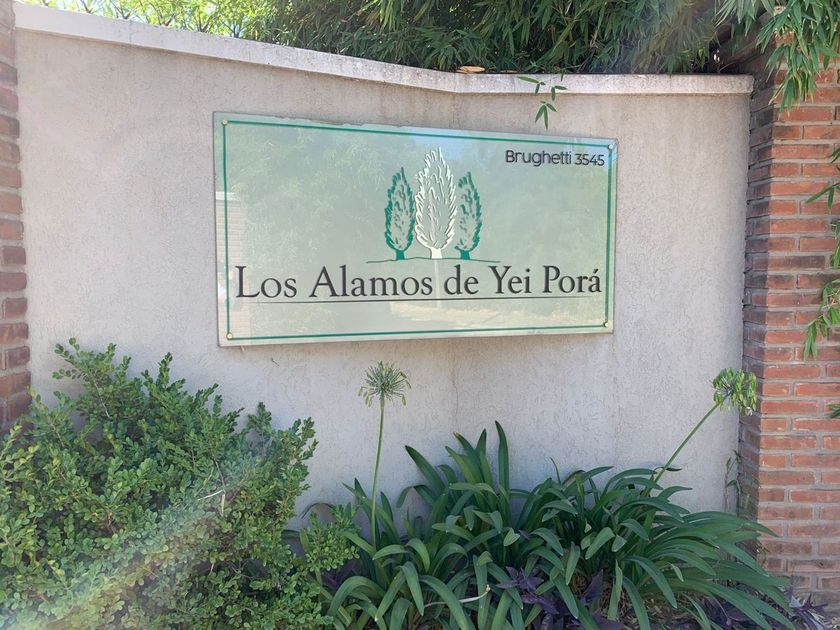 Brughetti 3545
Los Alamos de Yei Porá